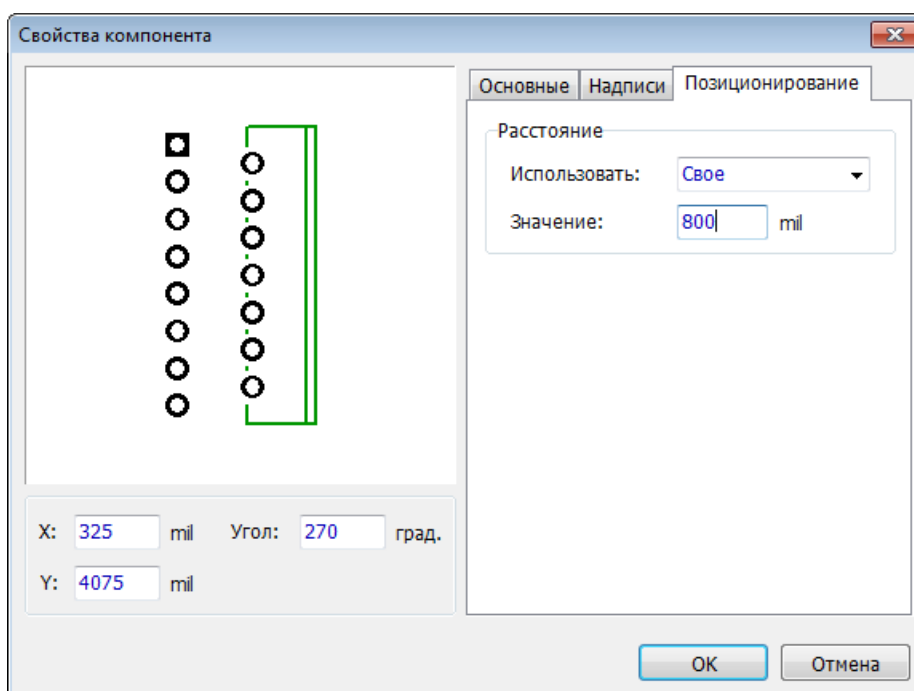 Свойства компонента
Основные Надписи Позиционирование
Расстояние
Использовать: Свое
Значение: 800 mil
X: 325 mil Угол: 270 град.
Y: 4075 mil
OK Отмена